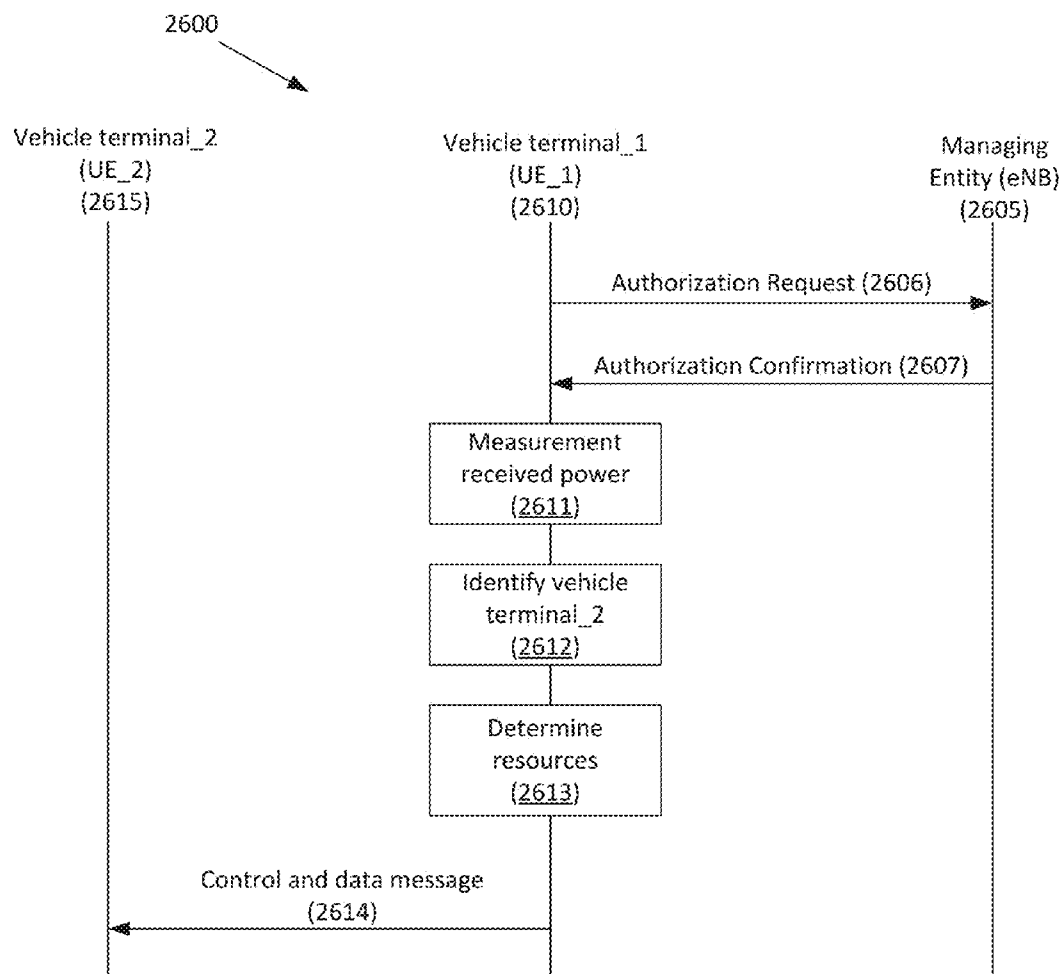 2600
Vehicle terminal_2
(UE_2)
(2615)
Vehicle terminal_1
(UE_1)
(2610)
Managing
Entity (eNB)
(2605)
Authorization Request (2606)
Authorization Confirmation (2607)
Measurement
received power
(2611)
Identify vehicle
terminal_2
(2612)
Determine
resources
(2613)
Control and data message
(2614)